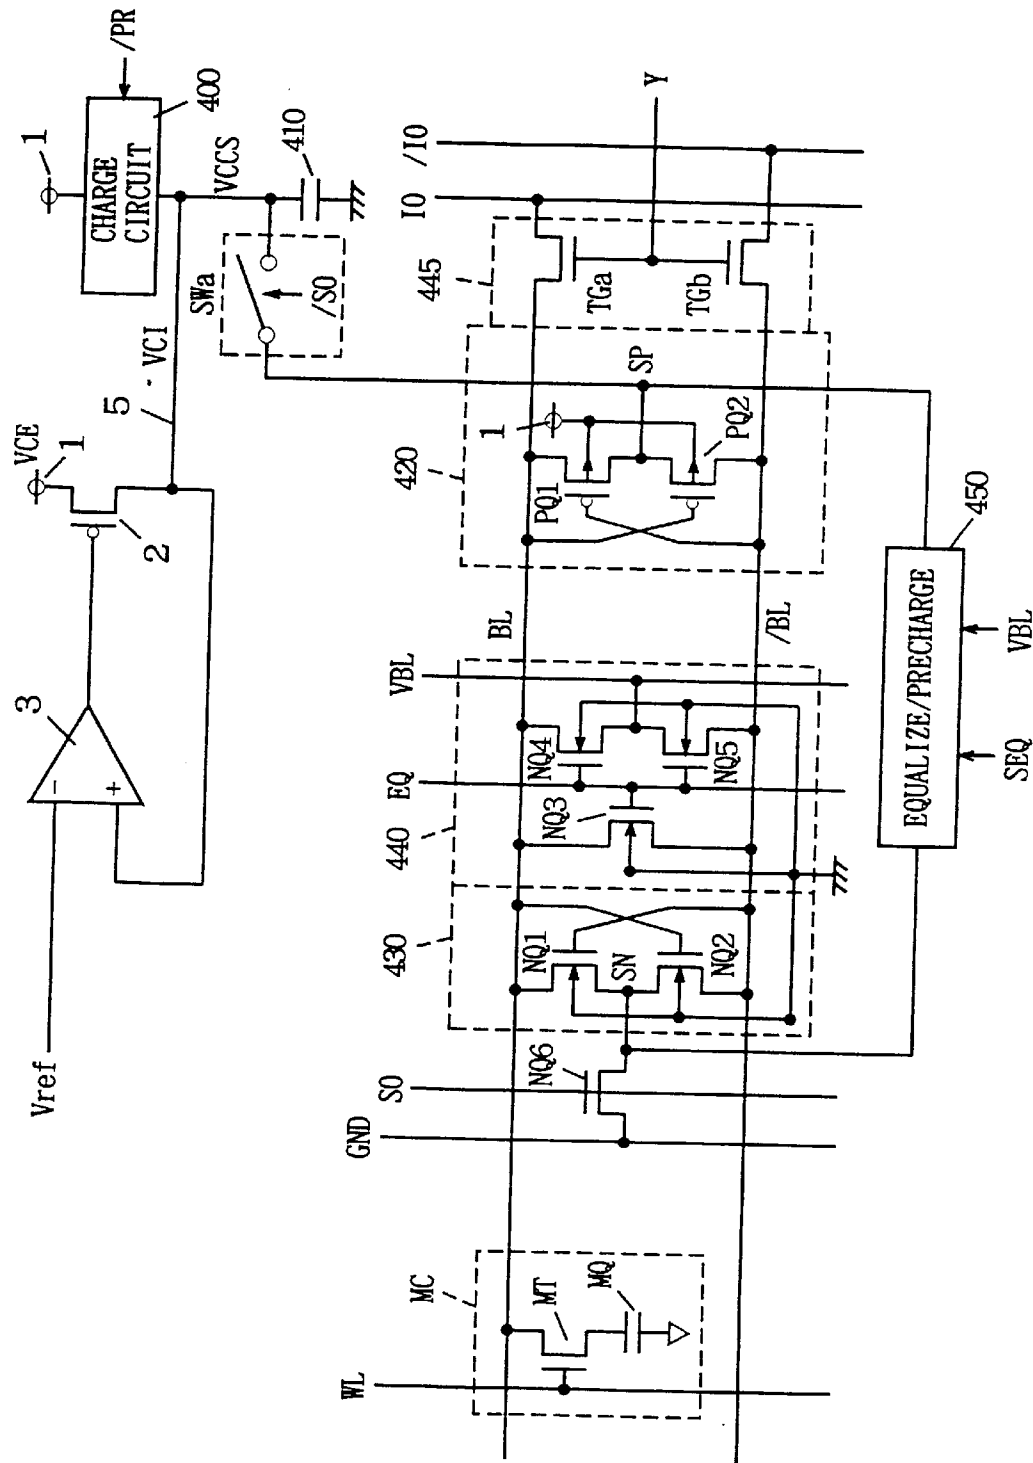 Vref
3
-
+
VCE
1
2
5
VCI
1
CHARGE
CIRCUIT
/PR
400
VCCS
410
SWa
/SO
MC
WL
MT
MQ
GND
SO
NQ6
430
NQ1
SN
NQ2
440
EQ
NQ3
NQ4
NQ5
VBL
BL
/BL
420
PQ1
1
SP
PQ2
445
TGa
TGb
IO
/IO
Y
EQUALIZE/PRECHARGE
450
SEQ
VBL